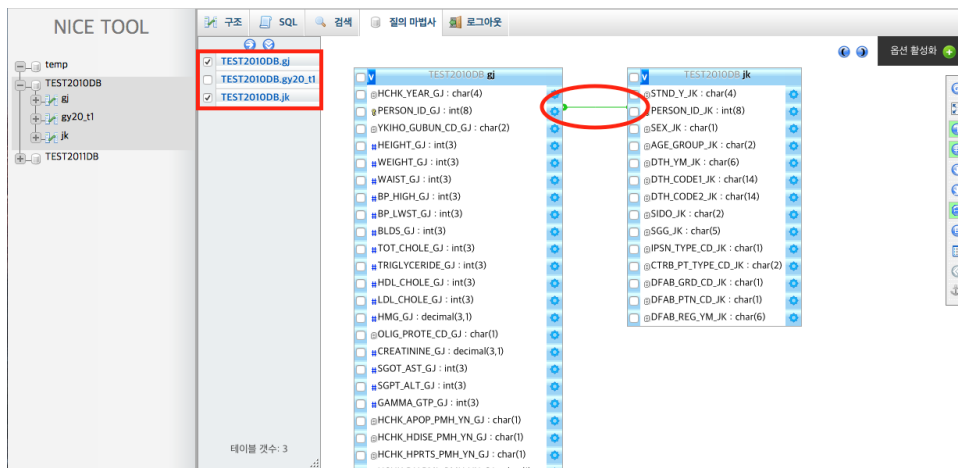 NICE TOOL
temp
TEST2010DB
gj
gy20_t1
jk
TEST2011DB
구조
SQL
검색
질의 마법사
로그아웃
TEST2010DB.gj
TEST2010DB.gy20_t1
TEST2010DB.jk
테이블 갯수: 3
옵션 활성화
V
TEST2010DB gj
HCHK_YEAR_GJ : char(4)
PERSON_ID_GJ : int(8)
YKIHO_GUBUN_CD_GJ : char(2)
#HEIGHT_GJ : int(3)
#WEIGHT_GJ : int(3)
#WAIST_GJ : int(3)
#BP_HIGH_GJ : int(3)
#BP_LWST_GJ : int(3)
#BLDS_GJ : int(3)
#TOT_CHOLE_GJ : int(3)
#TRIGLYCERIDE_GJ : int(3)
#HDL_CHOLE_GJ : int(3)
#LDL_CHOLE_GJ : int(3)
#HMG_GJ : decimal(3,1)
OLIG_PROTE_CD_GJ : char(1)
#CREATININE_GJ : decimal(3,1)
#SGOT_AST_GJ : int(3)
#SGPT_ALT_GJ : int(3)
#GAMMA_GTP_GJ : int(3)
HCHK_APOP_PMH_YN_GJ : char(1)
HCHK_HDISE_PMH_YN_GJ : char(1)
HCHK_HPRTS_PMH_YN_GJ : char(1)
V
TEST2010DB jk
STND_Y_JK : char(4)
PERSON_ID_JK : int(8)
SEX_JK : char(1)
AGE_GROUP_JK : char(2)
DTH_YM_JK : char(6)
DTH_CODE1_JK : char(14)
DTH_CODE2_JK : char(14)
SIDO_JK : char(2)
SGG_JK : char(5)
IPSN_TYPE_CD_JK : char(1)
CTRB_PT_TYPE_CD_JK : char(2)
DFAB_GRD_CD_JK : char(1)
DFAB_PTN_CD_JK : char(1)
DFAB_REG_YM_JK : char(6)